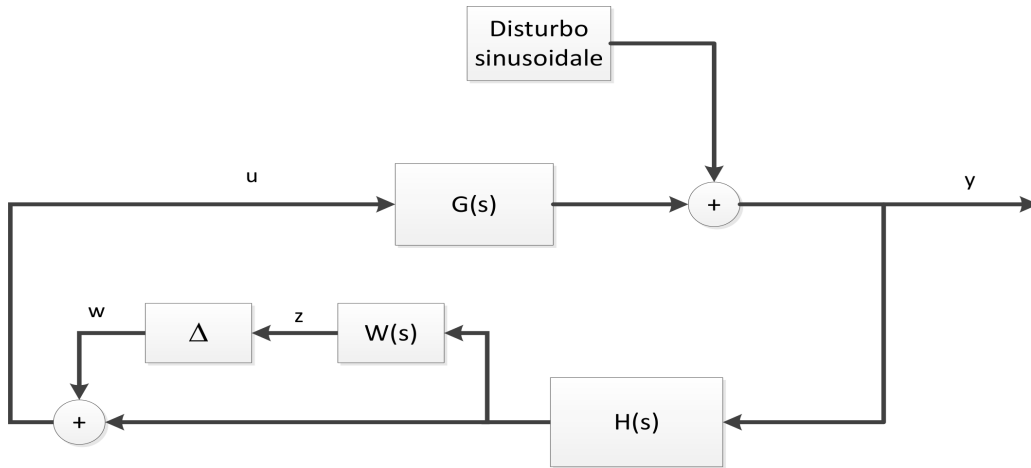 Disturbo
sinusoidale
u
G(s)
+
y
w
Δ
z
W(s)
+
H(s)